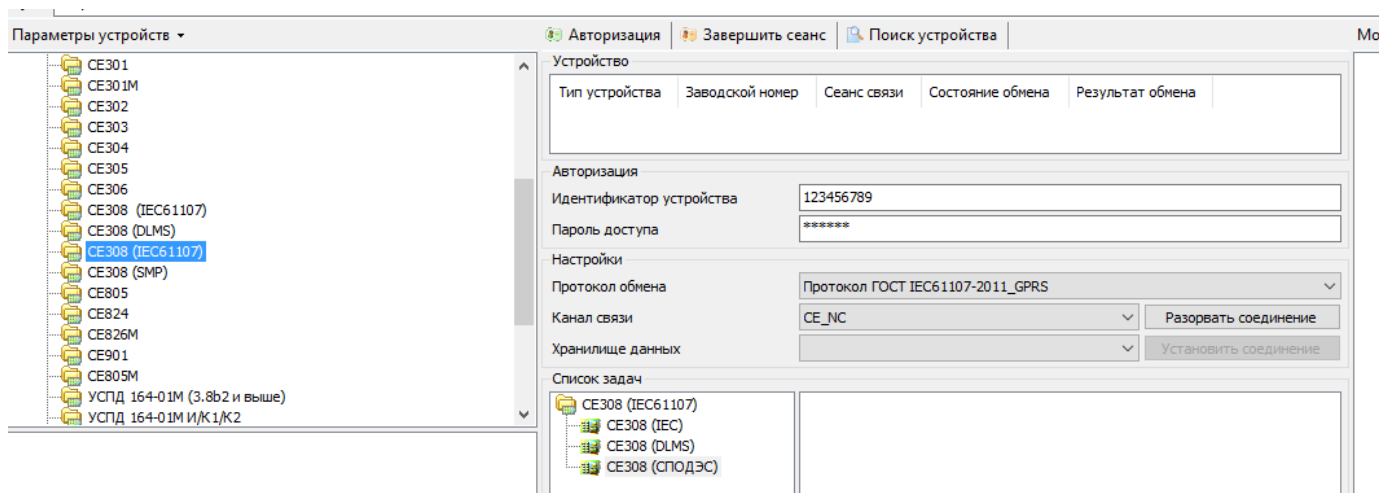 Параметры устройств
Авторизация Завершить сеанс Поиск устройства
CE301
CE301M
CE302
CE303
CE304
CE305
CE306
CE308 (IEC61107)
CE308 (DLMS)
CE308 (IEC61107)
CE308 (SMP)
CE805
CE824
CE826M
CE901
CE805M
УСПД 164-01М (3.8b2 и выше)
УСПД 164-01М И/К1/К2
Устройство
Тип устройства Заводской номер Сеанс связи Состояние обмена Результат обмена
Авторизация
Идентификатор устройства 123456789
Пароль доступа ******
Настройки
Протокол обмена Протокол ГОСТ IEC61107-2011_GPRS
Канал связи CE_NC Разорвать соединение
Хранилище данных Установить соединение
Список задач
CE308 (IEC61107)
CE308 (IEC)
CE308 (DLMS)
CE308 (СПОДЭС)